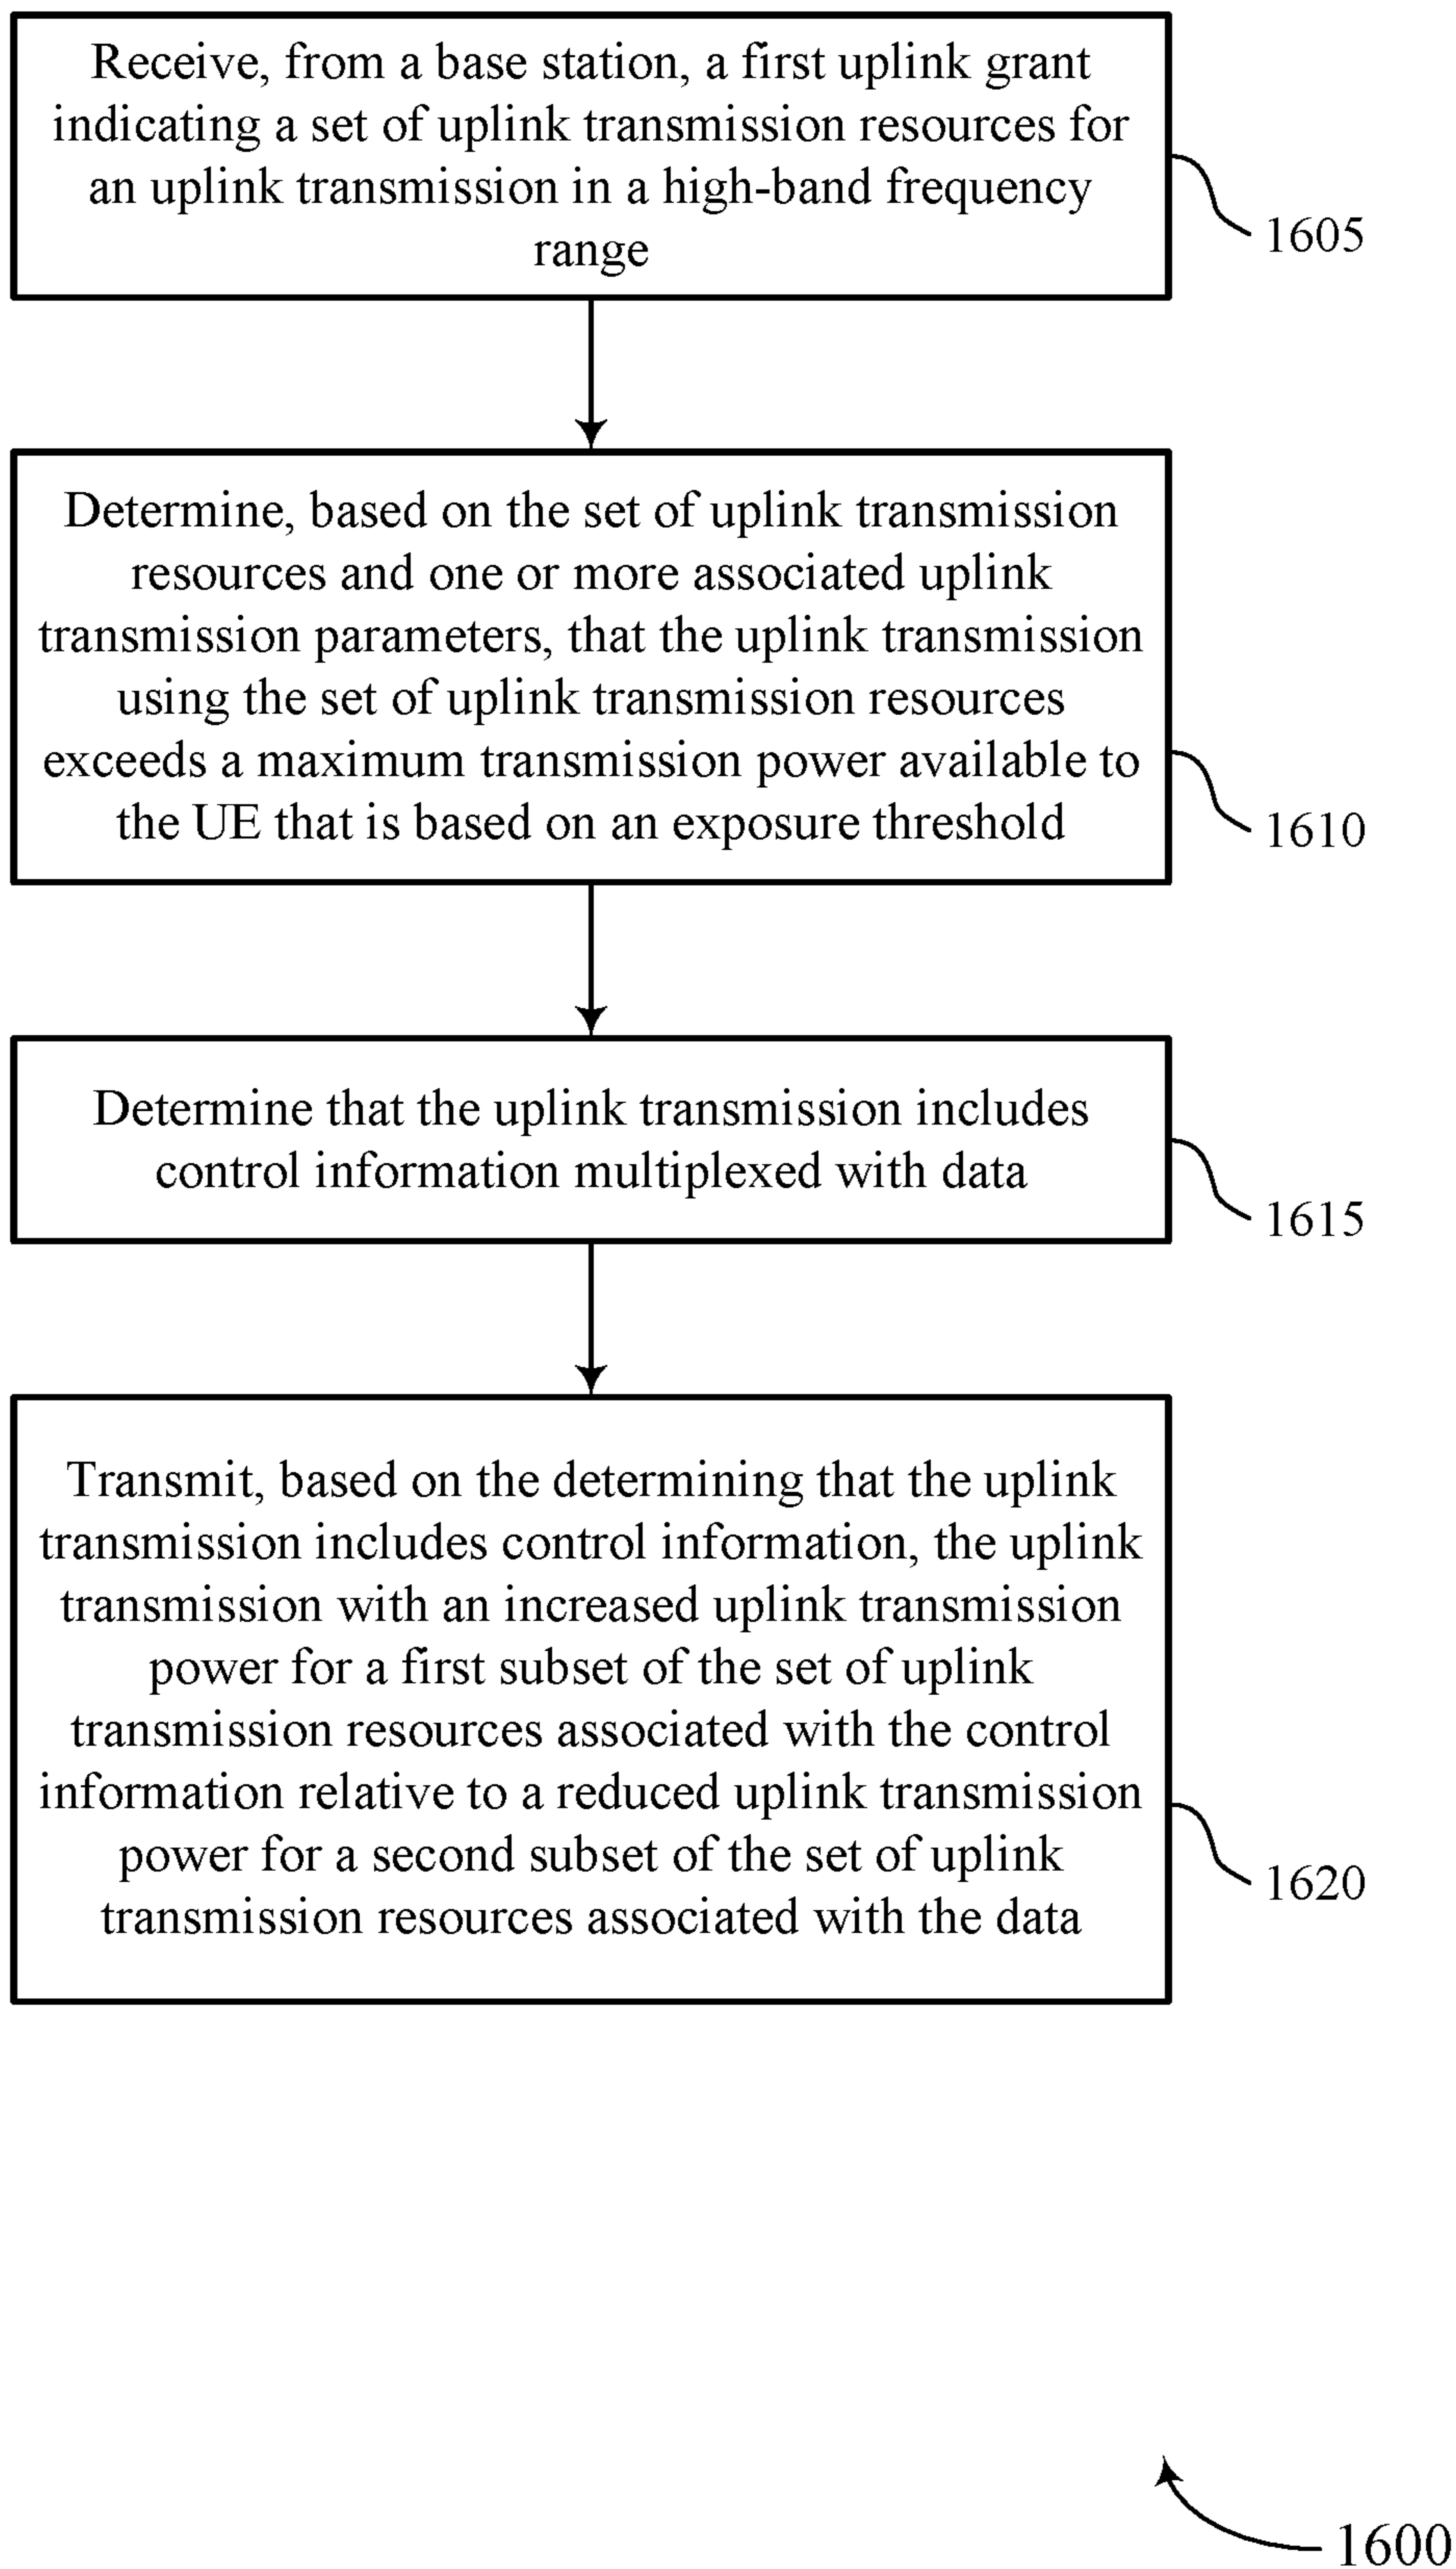 Receive, from a base station, a first uplink grant
indicating a set of uplink transmission resources for
an uplink transmission in a high-band frequency
range
1605
Determine, based on the set of uplink transmission
resources and one or more associated uplink
transmission parameters, that the uplink transmission
using the set of uplink transmission resources
exceeds a maximum transmission power available to
the UE that is based on an exposure threshold
1610
Determine that the uplink transmission includes
control information multiplexed with data
1615
Transmit, based on the determining that the uplink
transmission includes control information, the uplink
transmission with an increased uplink transmission
power for a first subset of the set of uplink
transmission resources associated with the control
information relative to a reduced uplink transmission
power for a second subset of the set of uplink
transmission resources associated with the data
1620
1600